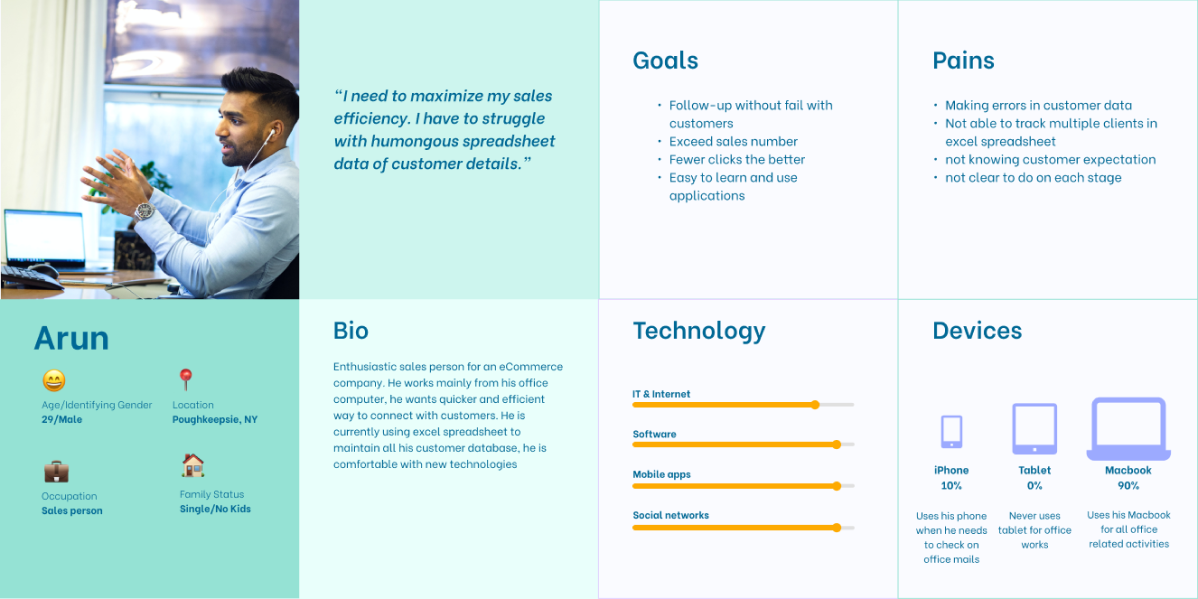 “I need to maximize my sales
efficiency. I have to struggle
with humongous spreadsheet
data of customer details.”
Goals
• Follow-up without fail with
customers
• Exceed sales number
• Fewer clicks the better
• Easy to learn and use
applications
Pains
• Making errors in customer data
• Not able to track multiple clients in
excel spreadsheet
• not knowing customer expectation
• not clear to do on each stage
Arun
Age/Identifying Gender
29/Male
Location
Poughkeepsie, NY
Occupation
Sales person
Family Status
Single/No Kids
Bio
Enthusiastic sales person for an eCommerce
company. He works mainly from his office
computer, he wants quicker and efficient
way to connect with customers. He is
currently using excel spreadsheet to
maintain all his customer database, he is
comfortable with new technologies
Technology
IT & Internet
Software
Mobile apps
Social networks
Devices
iPhone
10%
Uses his phone
when he needs
to check on
office mails
Tablet
0%
Never uses
tablet for office
works
Macbook
90%
Uses his Macbook
for all office
related activities